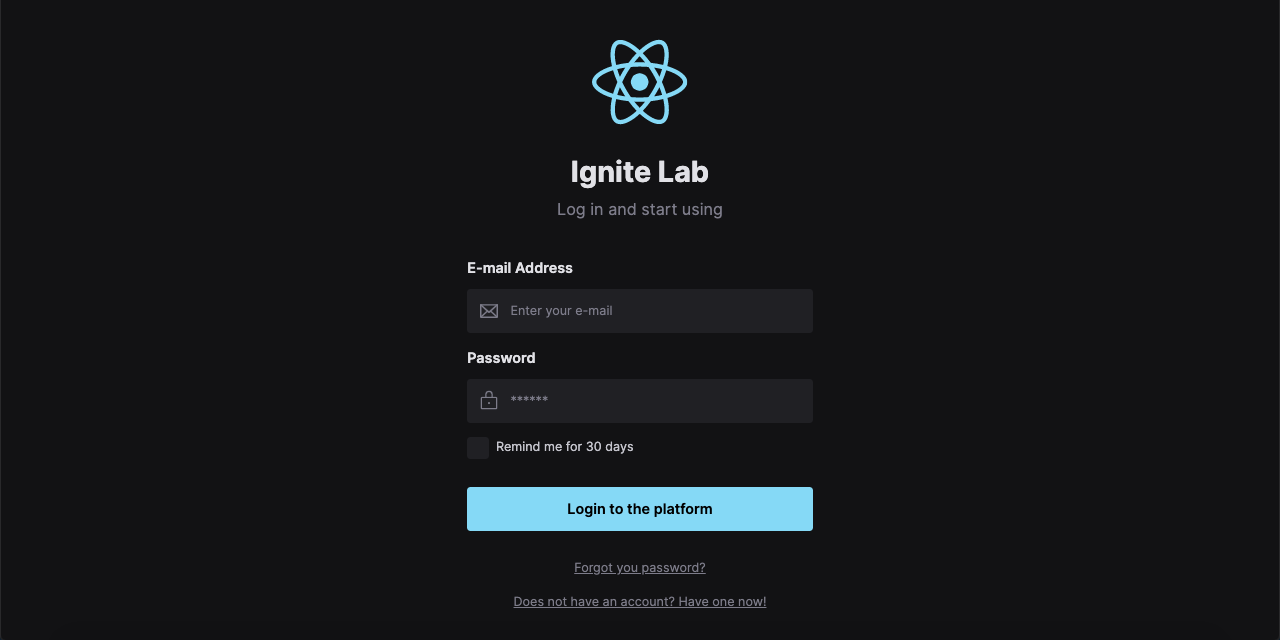 Ignite Lab
Log in and start using
E-mail Address
Enter your e-mail
Password
******
Remind me for 30 days
Login to the platform
Forgot you password?
Does not have an account? Have one now!